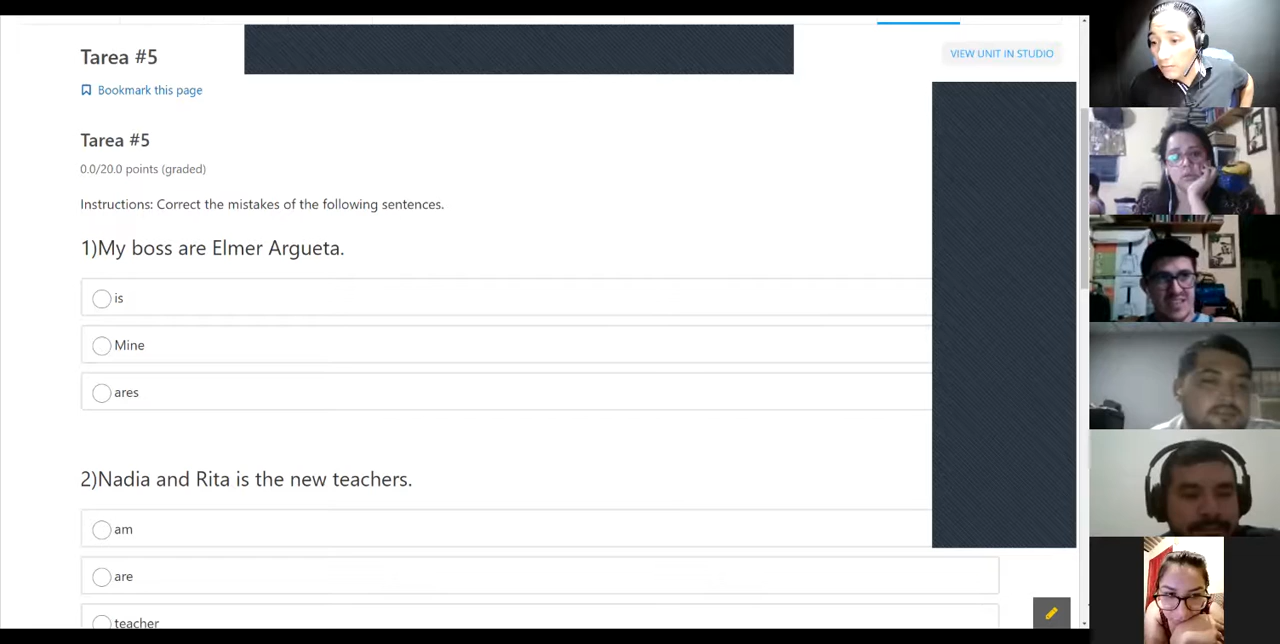 Tarea #5
VIEW UNIT IN STUDIO
Bookmark this page
Tarea #5
0.0/20.0 points (graded)
Instructions: Correct the mistakes of the following sentences.
1)My boss are Elmer Argueta.
is
Mine
ares
2)Nadia and Rita is the new teachers.
am
are
teacher